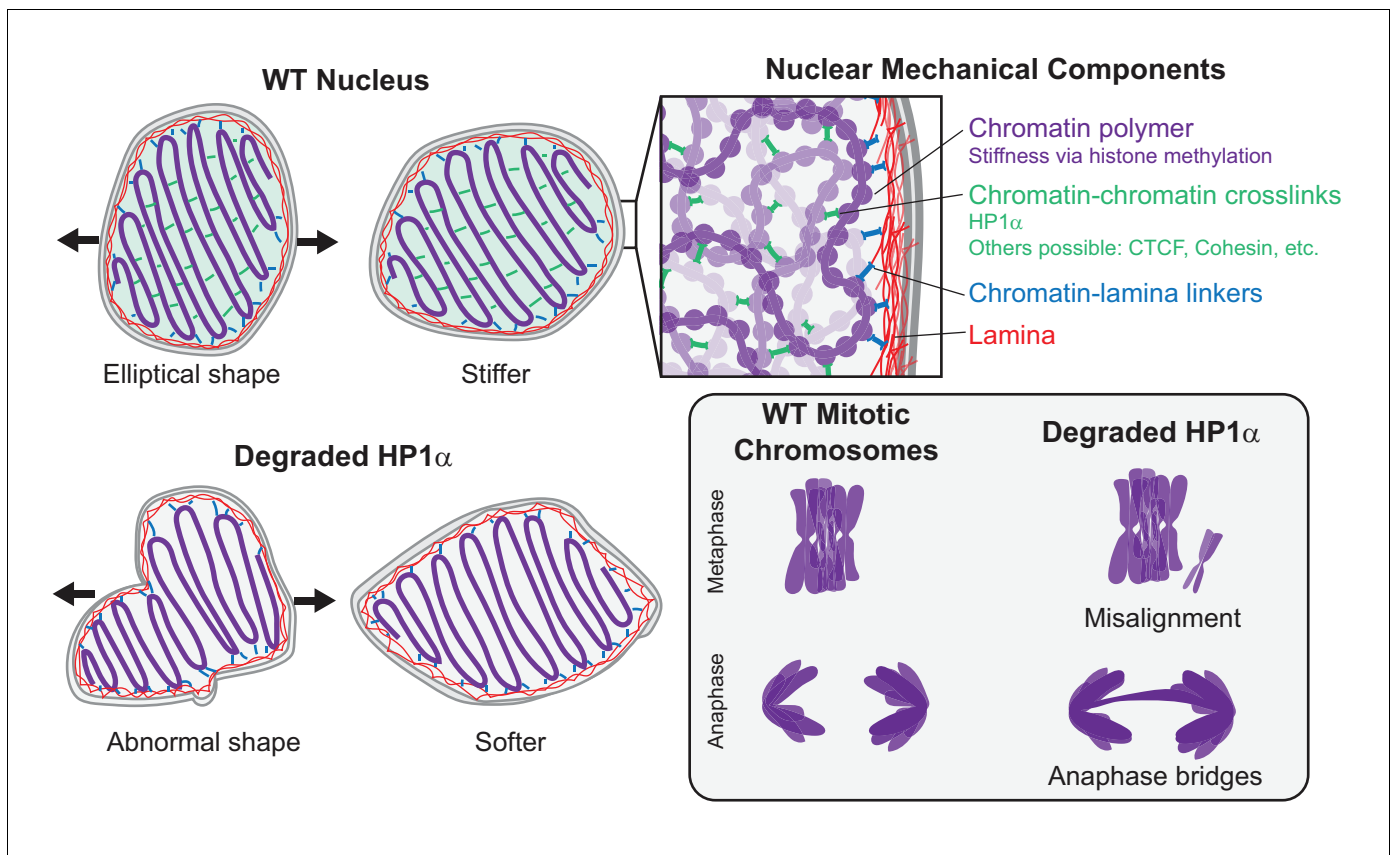 WT Nucleus
Elliptical shape
Stiffer
Nuclear Mechanical Components
Chromatin polymer
Stiffness via histone methylation
Chromatin-chromatin crosslinks
HP1α
Others possible: CTCF, Cohesin, etc.
Chromatin-lamina linkers
Lamina
Degraded HP1α
Abnormal shape
Softer
WT Mitotic
Chromosomes
Degraded HP1α
Metaphase
Misalignment
Anaphase
Anaphase bridges